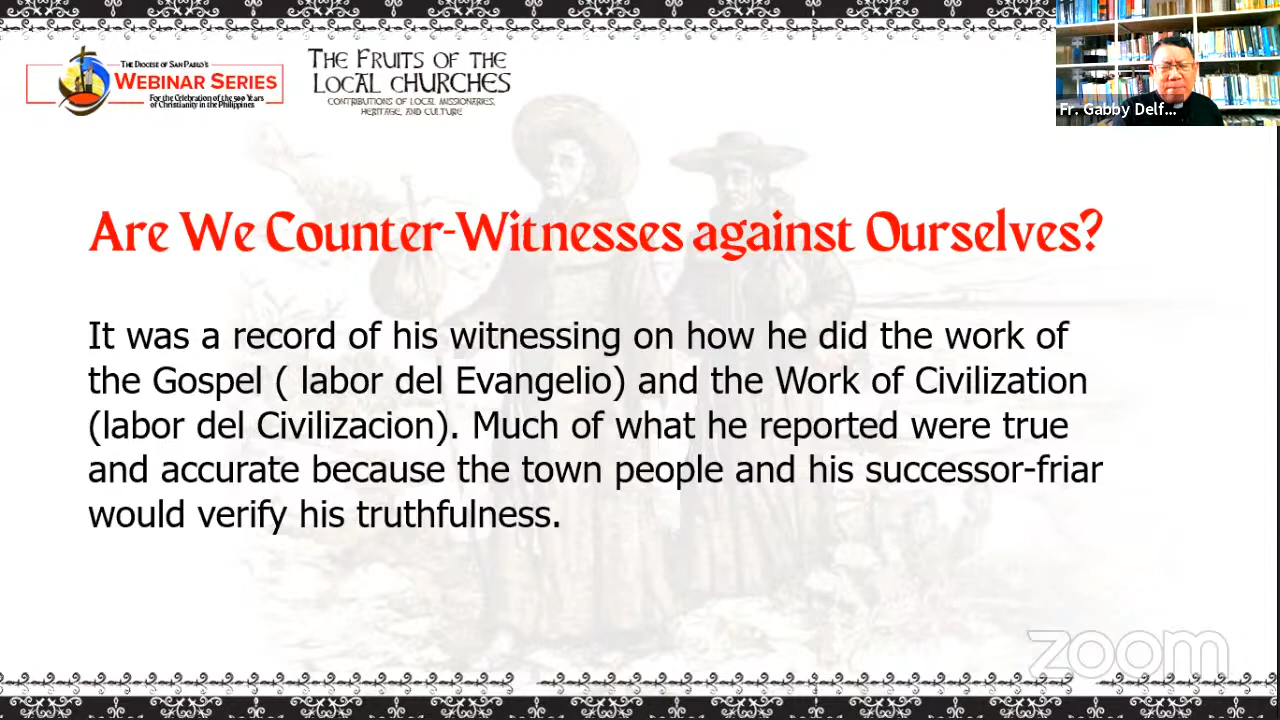 THE DIOCESE OF SAN PABLO'S
WEBINAR SERIES
For the Celebration of the 500 Years
of Christianity in the Philippines
THE FRUITS OF THE
LOCAL CHURCHES
CONTRIBUTIONS OF LOCAL MISSIONARIES,
HERITAGE, AND CULTURE
Fr. Gabby Delf...
Are We Counter-Witnesses against Ourselves?
It was a record of his witnessing on how he did the work of
the Gospel ( labor del Evangelio) and the Work of Civilization
(labor del Civilizacion). Much of what he reported were true
and accurate because the town people and his successor-friar
would verify his truthfulness.
zoom